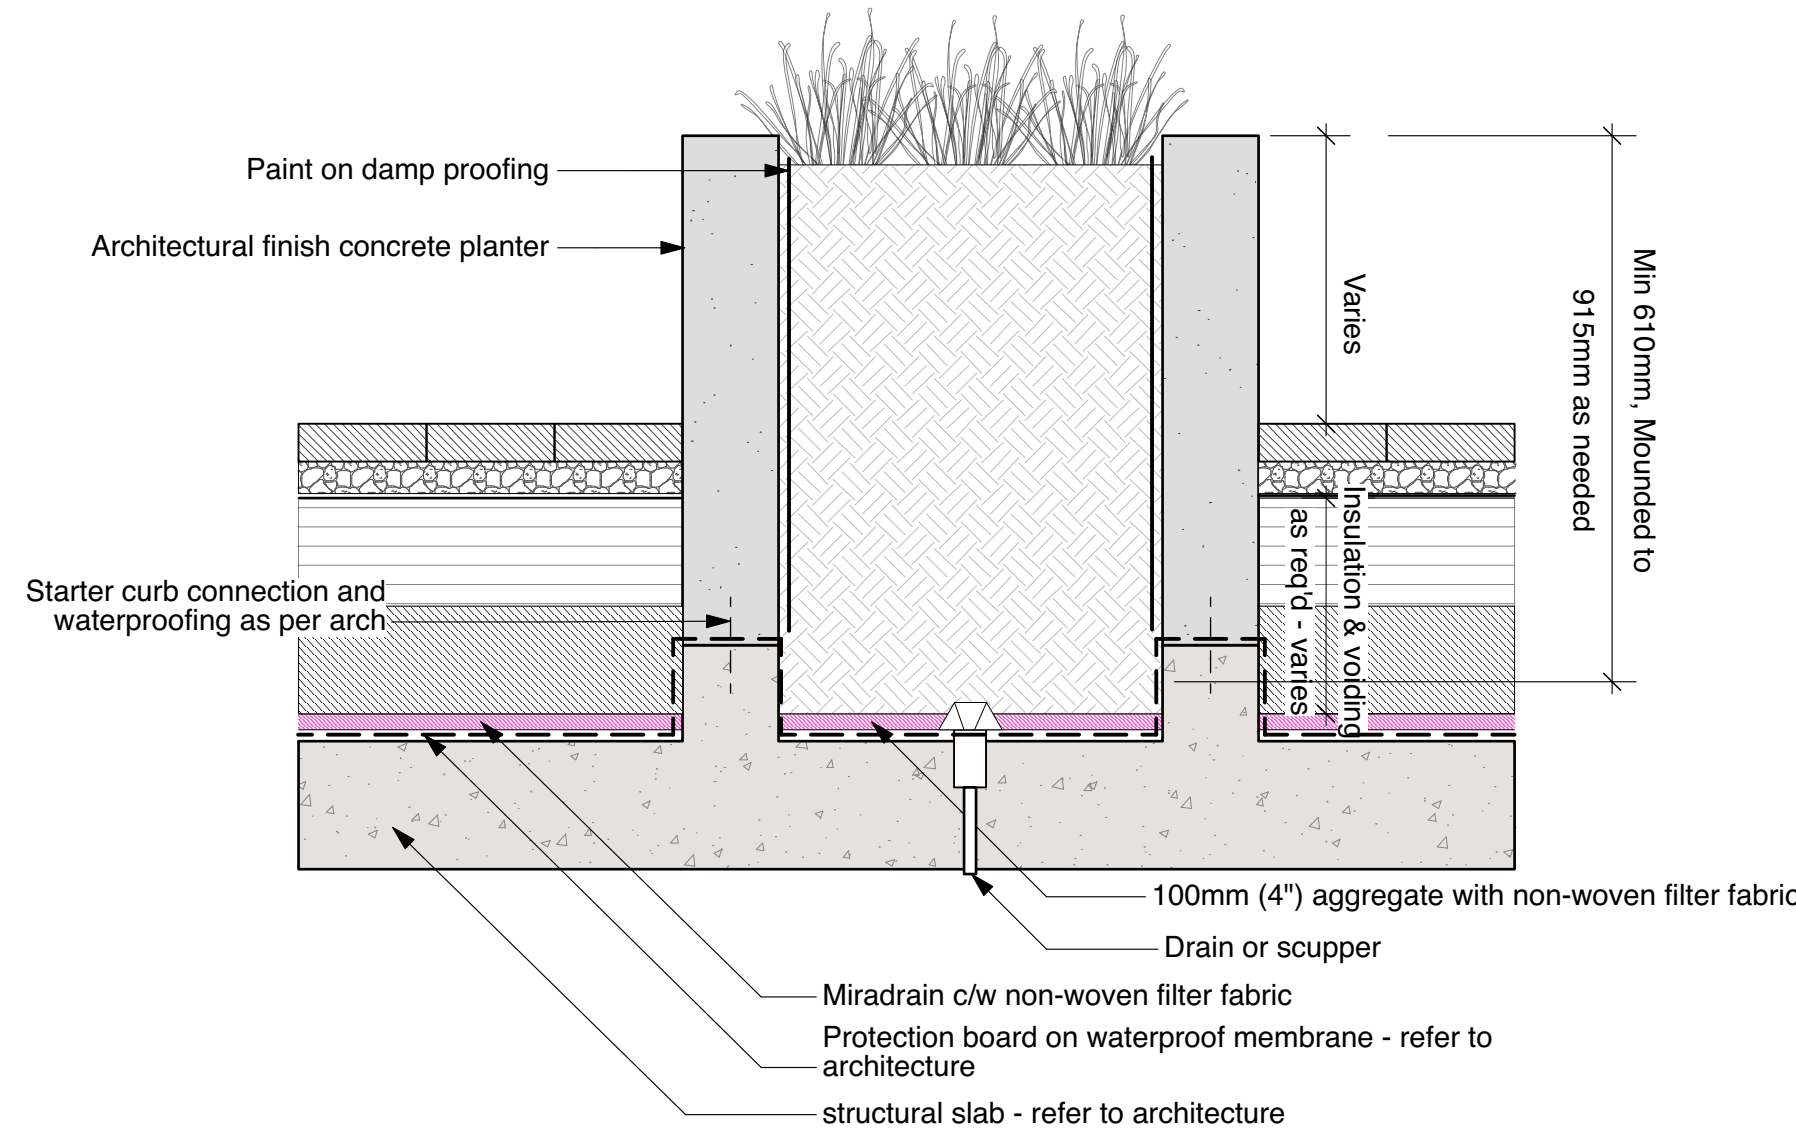 Paint on damp proofing
Architectural finish concrete planter
Starter curb connection and
waterproofing as per arch
Varies
Min 610mm, Mounded to
915mm as needed
Insulation & voiding
as req'd - varies
100mm (4") aggregate with non-woven filter fabric
Drain or scupper
Miradrain c/w non-woven filter fabric
Protection board on waterproof membrane - refer to
architecture
structural slab - refer to architecture